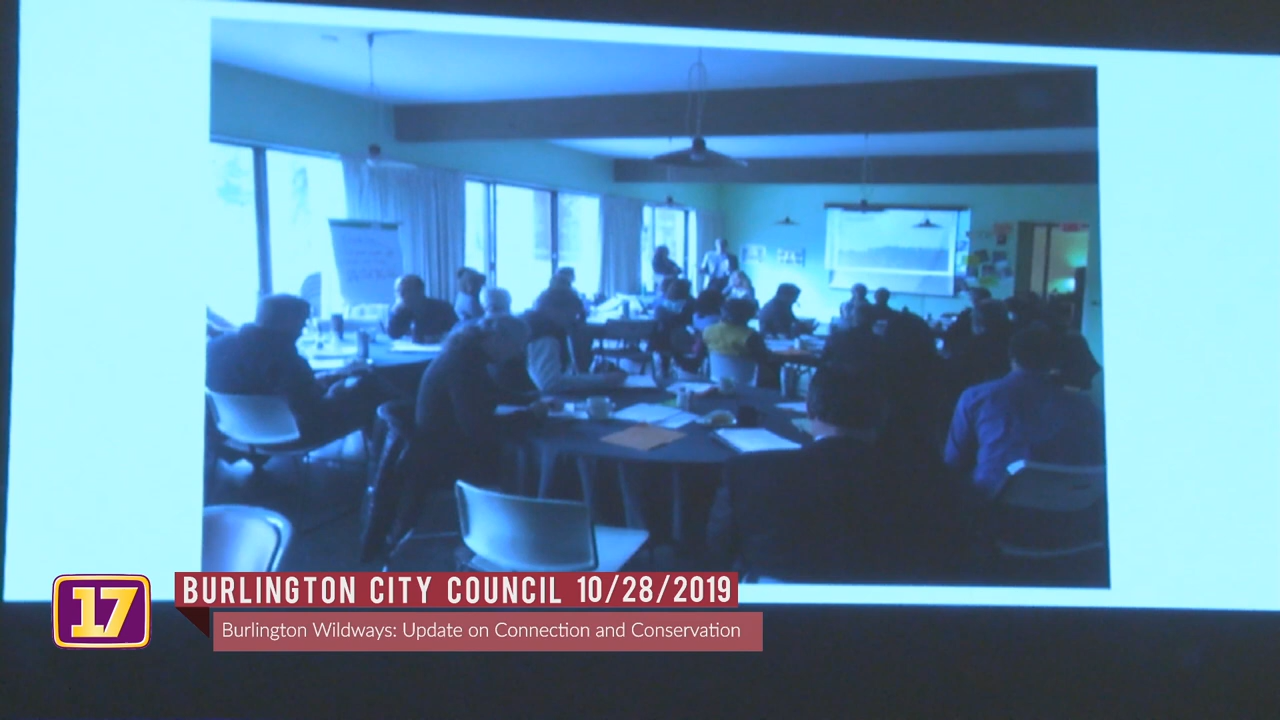 BURLINGTON CITY COUNCIL 10/28/2019
17
Burlington Wildways: Update on Connection and Conservation